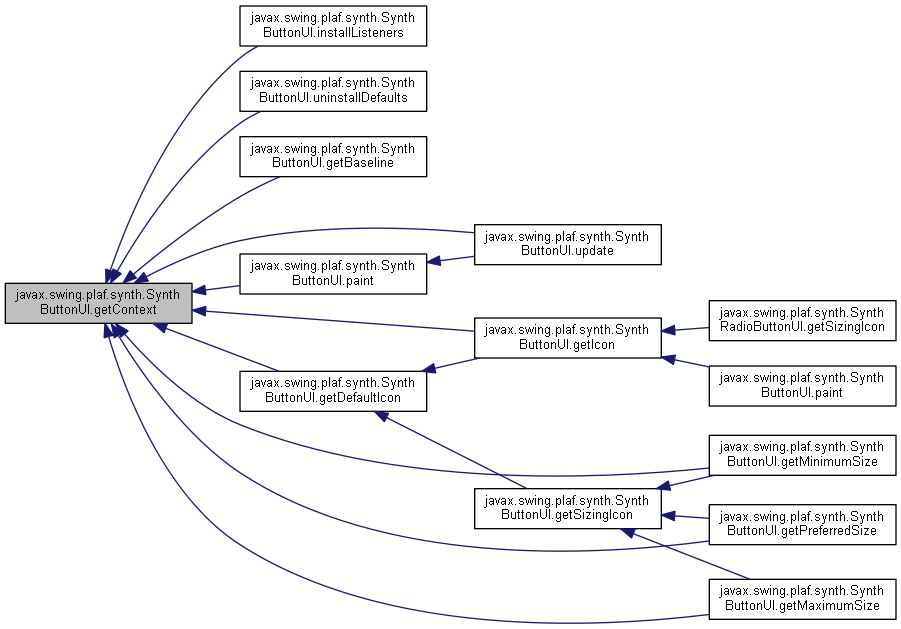 javax.swing.plaf.synth.Synth
ButtonUI.installListeners
javax.swing.plaf.synth.Synth
ButtonUI.uninstallDefaults
javax.swing.plaf.synth.Synth
ButtonUI.getBaseline
javax.swing.plaf.synth.Synth
ButtonUI.update
javax.swing.plaf.synth.Synth
ButtonUI.paint
javax.swing.plaf.synth.Synth
ButtonUI.getContext
javax.swing.plaf.synth.Synth
RadioButtonUI.getSizingIcon
javax.swing.plaf.synth.Synth
ButtonUI.getIcon
javax.swing.plaf.synth.Synth
ButtonUI.paint
javax.swing.plaf.synth.Synth
ButtonUI.getDefaultIcon
javax.swing.plaf.synth.Synth
ButtonUI.getMinimumSize
javax.swing.plaf.synth.Synth
ButtonUI.getSizingIcon
javax.swing.plaf.synth.Synth
ButtonUI.getPreferredSize
javax.swing.plaf.synth.Synth
ButtonUI.getMaximumSize